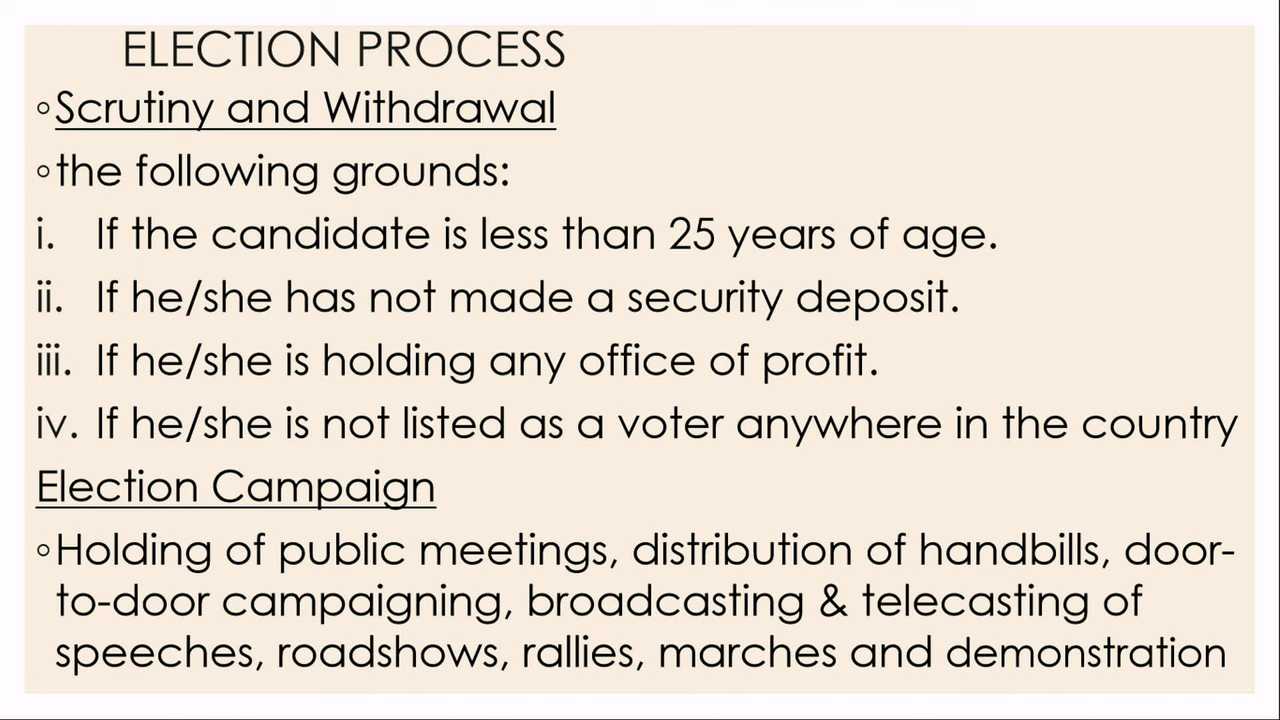 ELECTION PROCESS
◦Scrutiny and Withdrawal
◦the following grounds:
i. If the candidate is less than 25 years of age.
ii. If he/she has not made a security deposit.
iii. If he/she is holding any office of profit.
iv. If he/she is not listed as a voter anywhere in the country
Election Campaign
◦Holding of public meetings, distribution of handbills, door-
to-door campaigning, broadcasting & telecasting of
speeches, roadshows, rallies, marches and demonstration